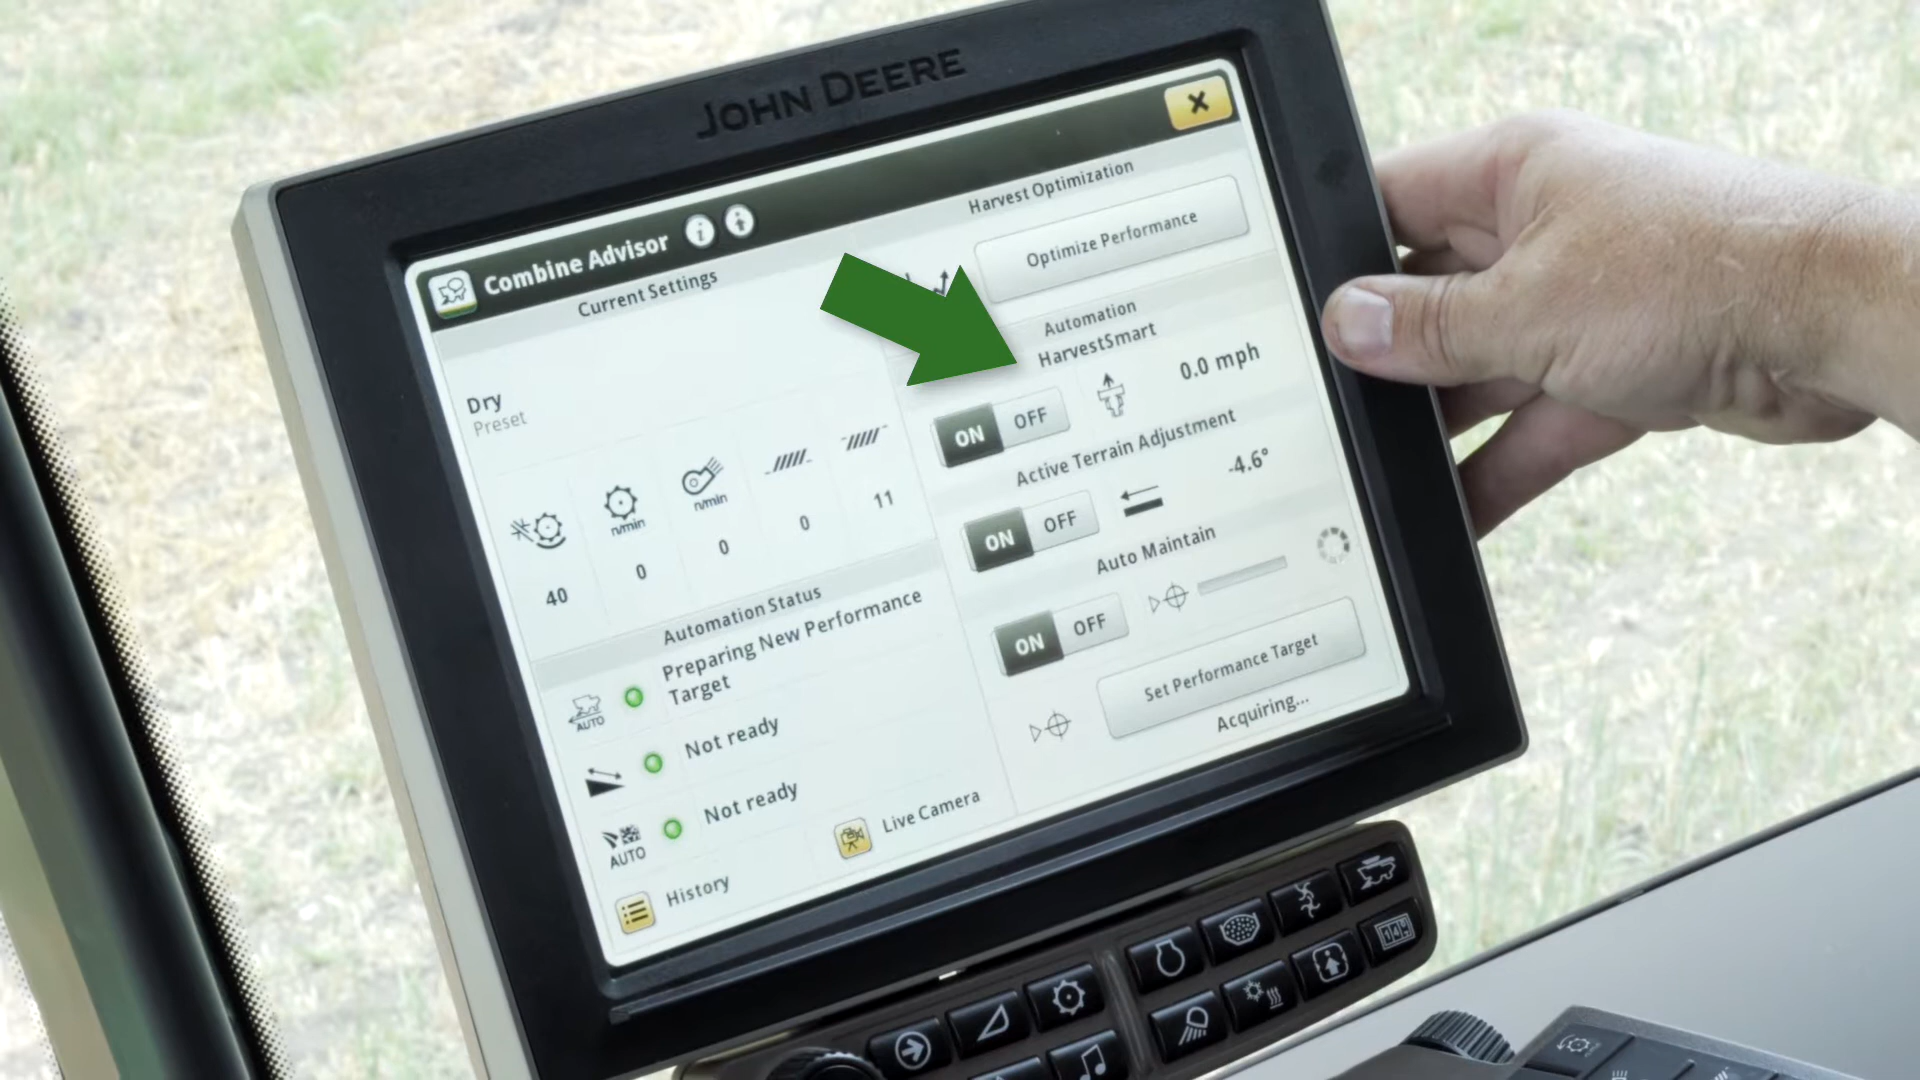 JOHN DEERE
Combine Advisor
Current Settings
Dry
Preset
n/min
n/min
40
0
0
0
11
Automation Status
Preparing New Performance
Target
AUTO
Not ready
Not ready
AUTO
History
Live Camera
Harvest Optimization
Optimize Performance
Automation
HarvestSmart
ON OFF
0.0 mph
Active Terrain Adjustment
ON OFF
-4.6°
Auto Maintain
ON OFF
Set Performance Target
Acquiring...